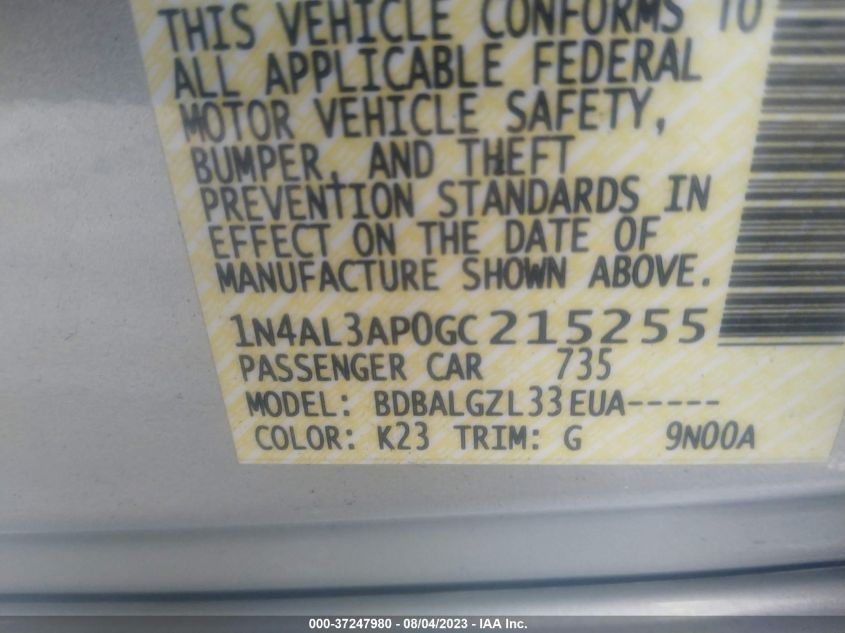 THIS VEHICLE CONFORMS TO
ALL APPLICABLE FEDERAL
MOTOR VEHICLE SAFETY,
BUMPER, AND THEFT
PREVENTION STANDARDS IN
EFFECT ON THE DATE OF
MANUFACTURE SHOWN ABOVE.
1N4AL3AP0GC215255
PASSENGER CAR 735
MODEL: BDBALGZL33EUA-----
COLOR: K23 TRIM: G 9N00A
000-37247980 - 08/04/2023 - IAA Inc.